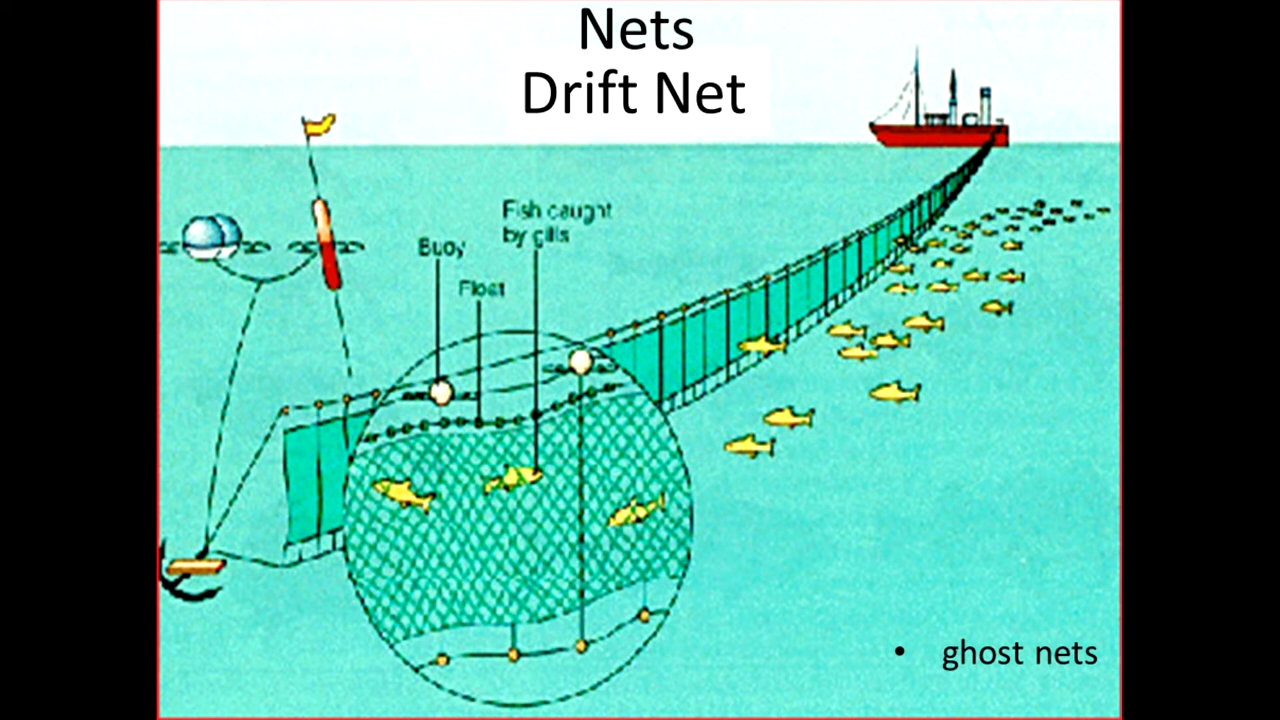 Nets
Drift Net
Fish caught
by gills
Buoy
Float
• ghost nets